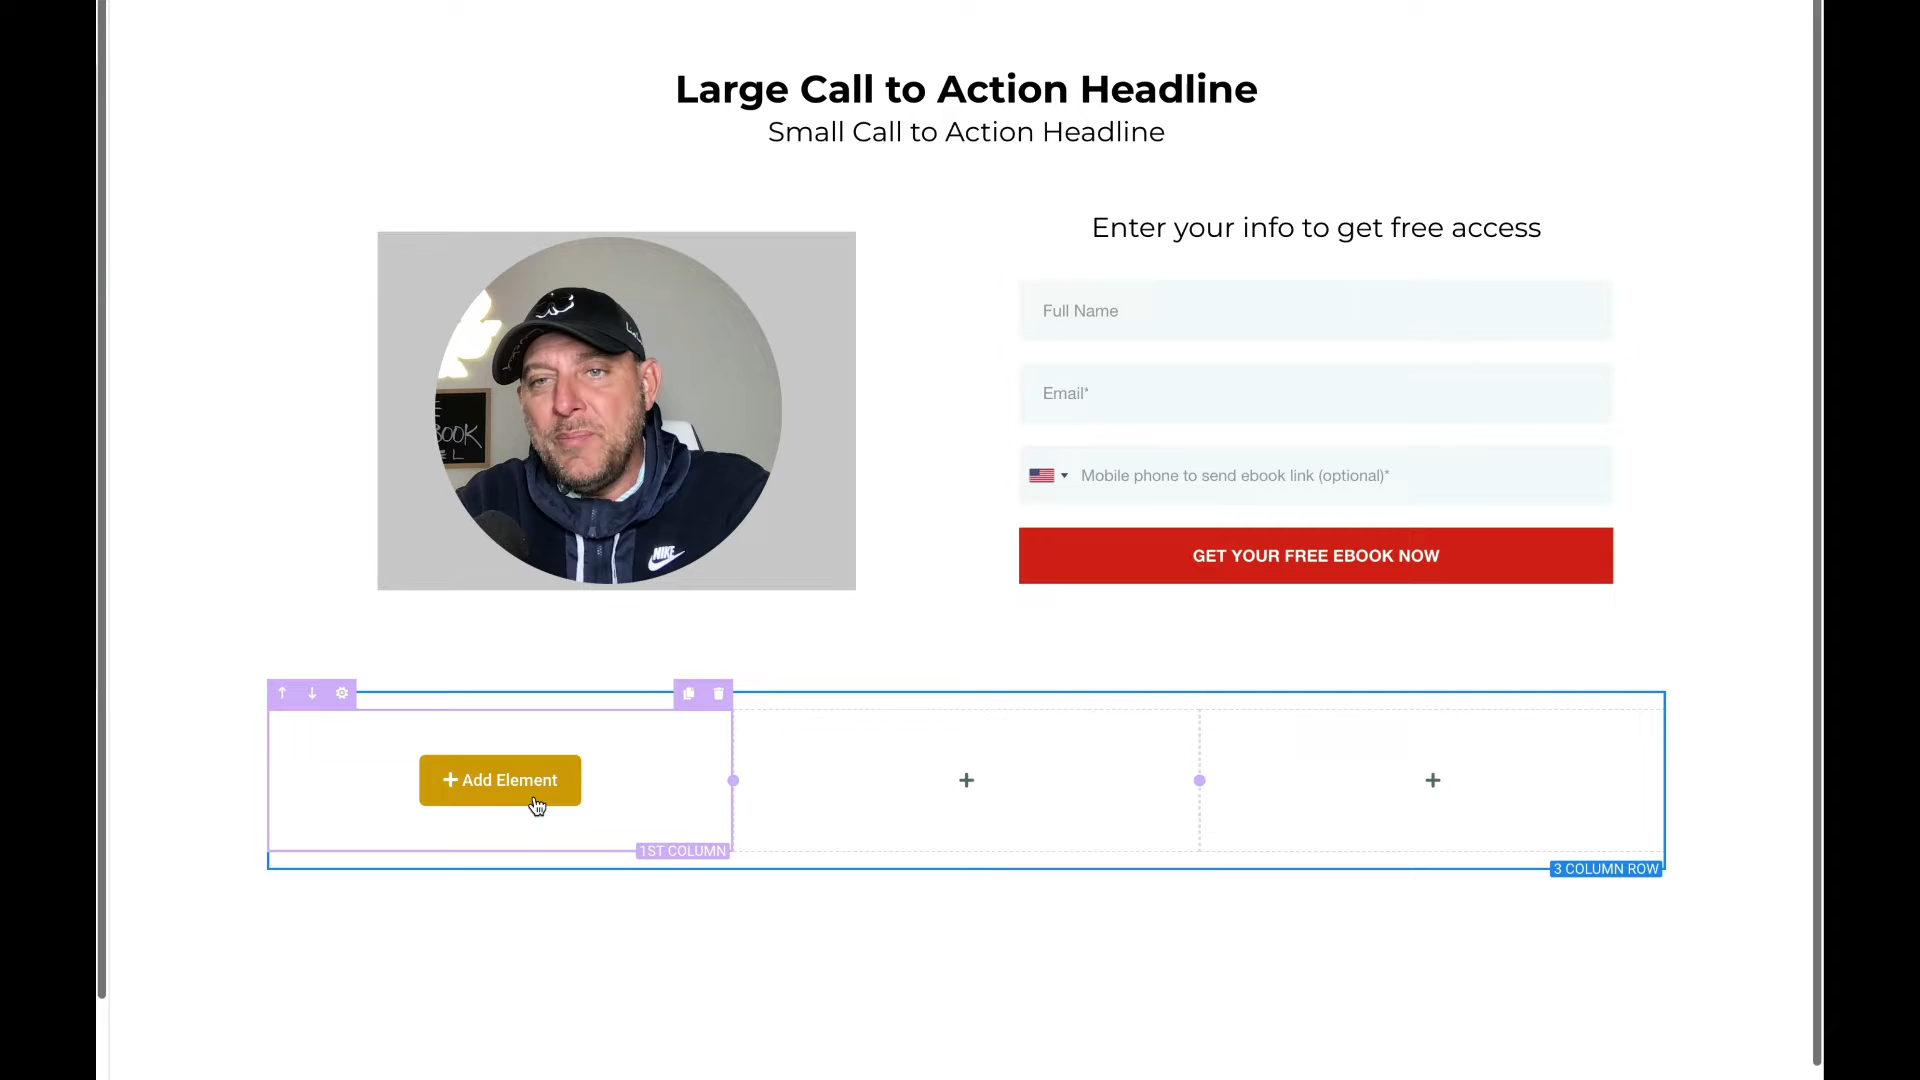 Large Call to Action Headline
Small Call to Action Headline
Enter your info to get free access
Full Name
Email*
Mobile phone to send ebook link (optional)*
GET YOUR FREE EBOOK NOW
E
BOOK
E L
NIKE
Add Element
1ST COLUMN
3 COLUMN ROW